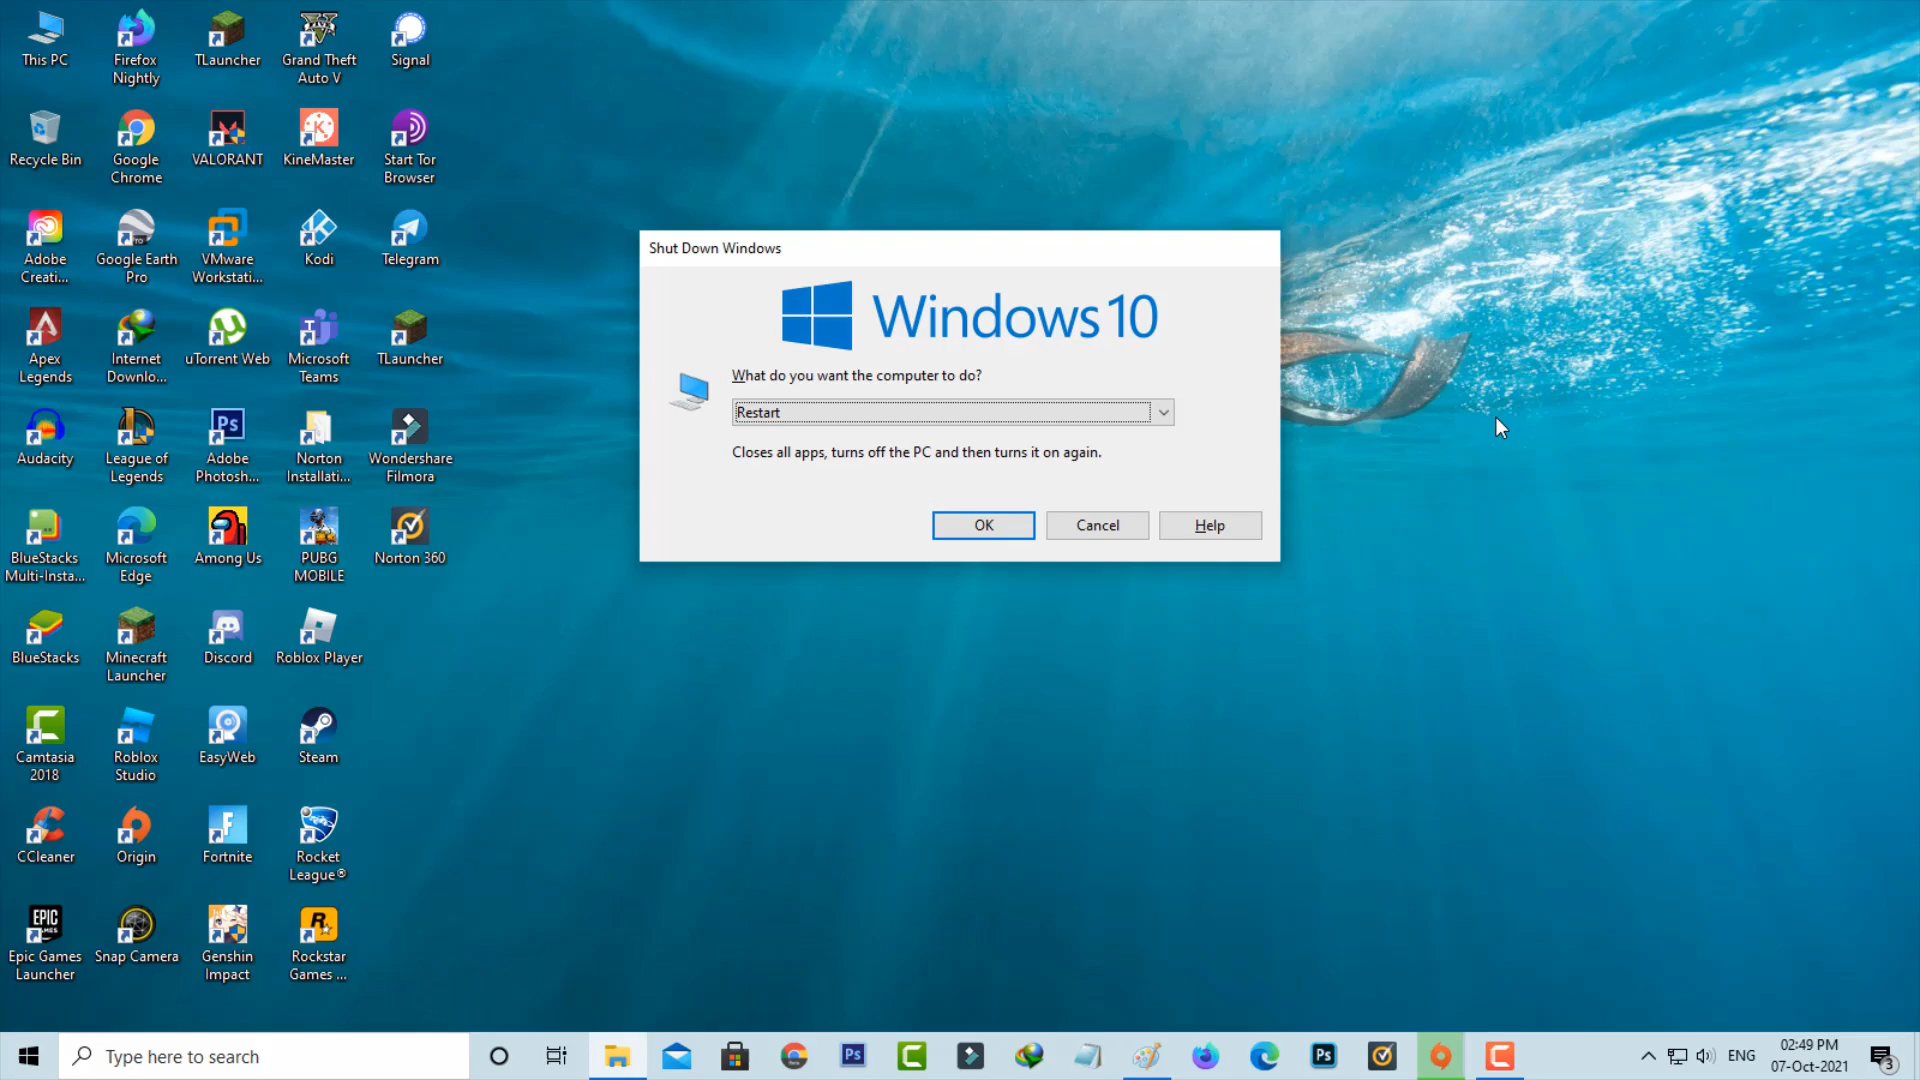 This PC
Firefox
Nightly
TLauncher
Grand Theft
Auto V
Signal
Recycle Bin
Google
Chrome
VALORANT
KineMaster
Start Tor
Browser
Adobe
Creati...
Google Earth
Pro
VMware
Workstati...
Kodi
Telegram
Apex
Legends
Internet
Downlo...
uTorrent Web
Microsoft
Teams
TLauncher
Audacity
League of
Legends
Adobe
Photosh...
Norton
Installati...
Wondershare
Filmora
BlueStacks
Multi-Insta...
Microsoft
Edge
Among Us
PUBG
MOBILE
Norton 360
BlueStacks
Minecraft
Launcher
Discord
Roblox Player
Camtasia
2018
Roblox
Studio
EasyWeb
Steam
CCleaner
Origin
Fortnite
Rocket
League®
Epic Games
Launcher
Snap Camera
Genshin
Impact
Rockstar
Games ...
Shut Down Windows
Windows 10
What do you want the computer to do?
Restart
Closes all apps, turns off the PC and then turns it on again.
OK Cancel Help
Type here to search
ENG
02:49 PM
07-Oct-2021
3